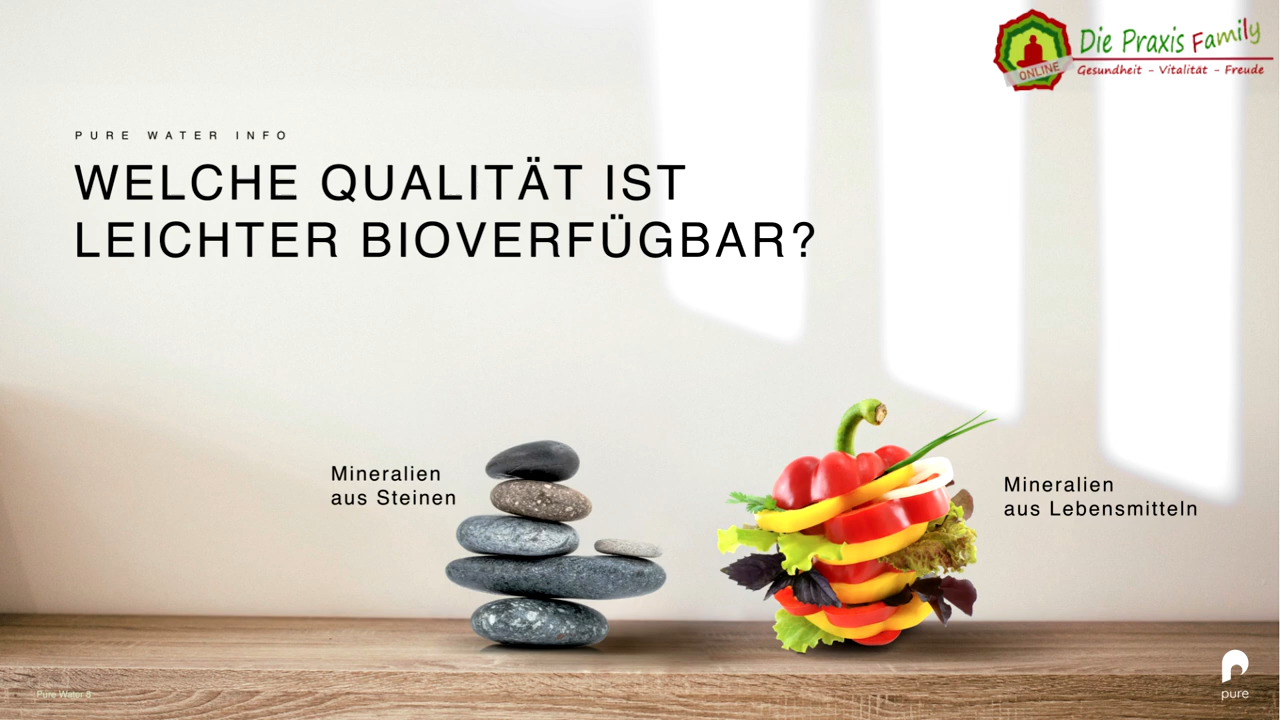 Die Praxis Family
Gesundheit - Vitalität - Freude
ONLINE
PURE WATER INFO
WELCHE QUALITÄT IST
LEICHTER BIOVERFÜGBAR?
Mineralien
aus Steinen
Mineralien
aus Lebensmitteln
Pure Water 8
pure